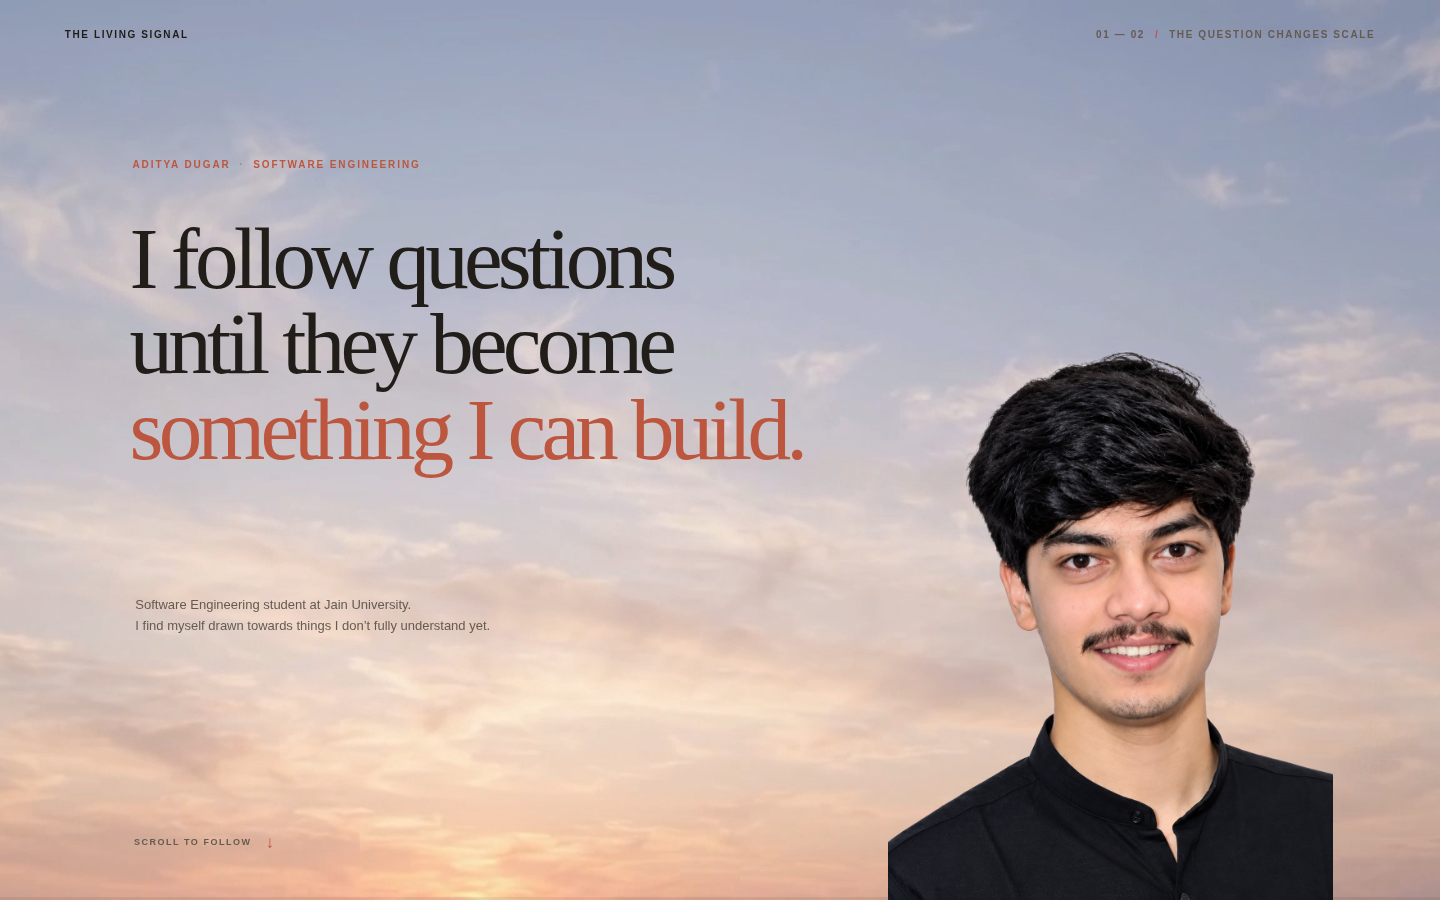 THE LIVING SIGNAL
01 — 02 / THE QUESTION CHANGES SCALE
ADITYA DUGAR · SOFTWARE ENGINEERING
I follow questions
until they become
something I can build.
Software Engineering student at Jain University.
I find myself drawn towards things I don't fully understand yet.
SCROLL TO FOLLOW ↓